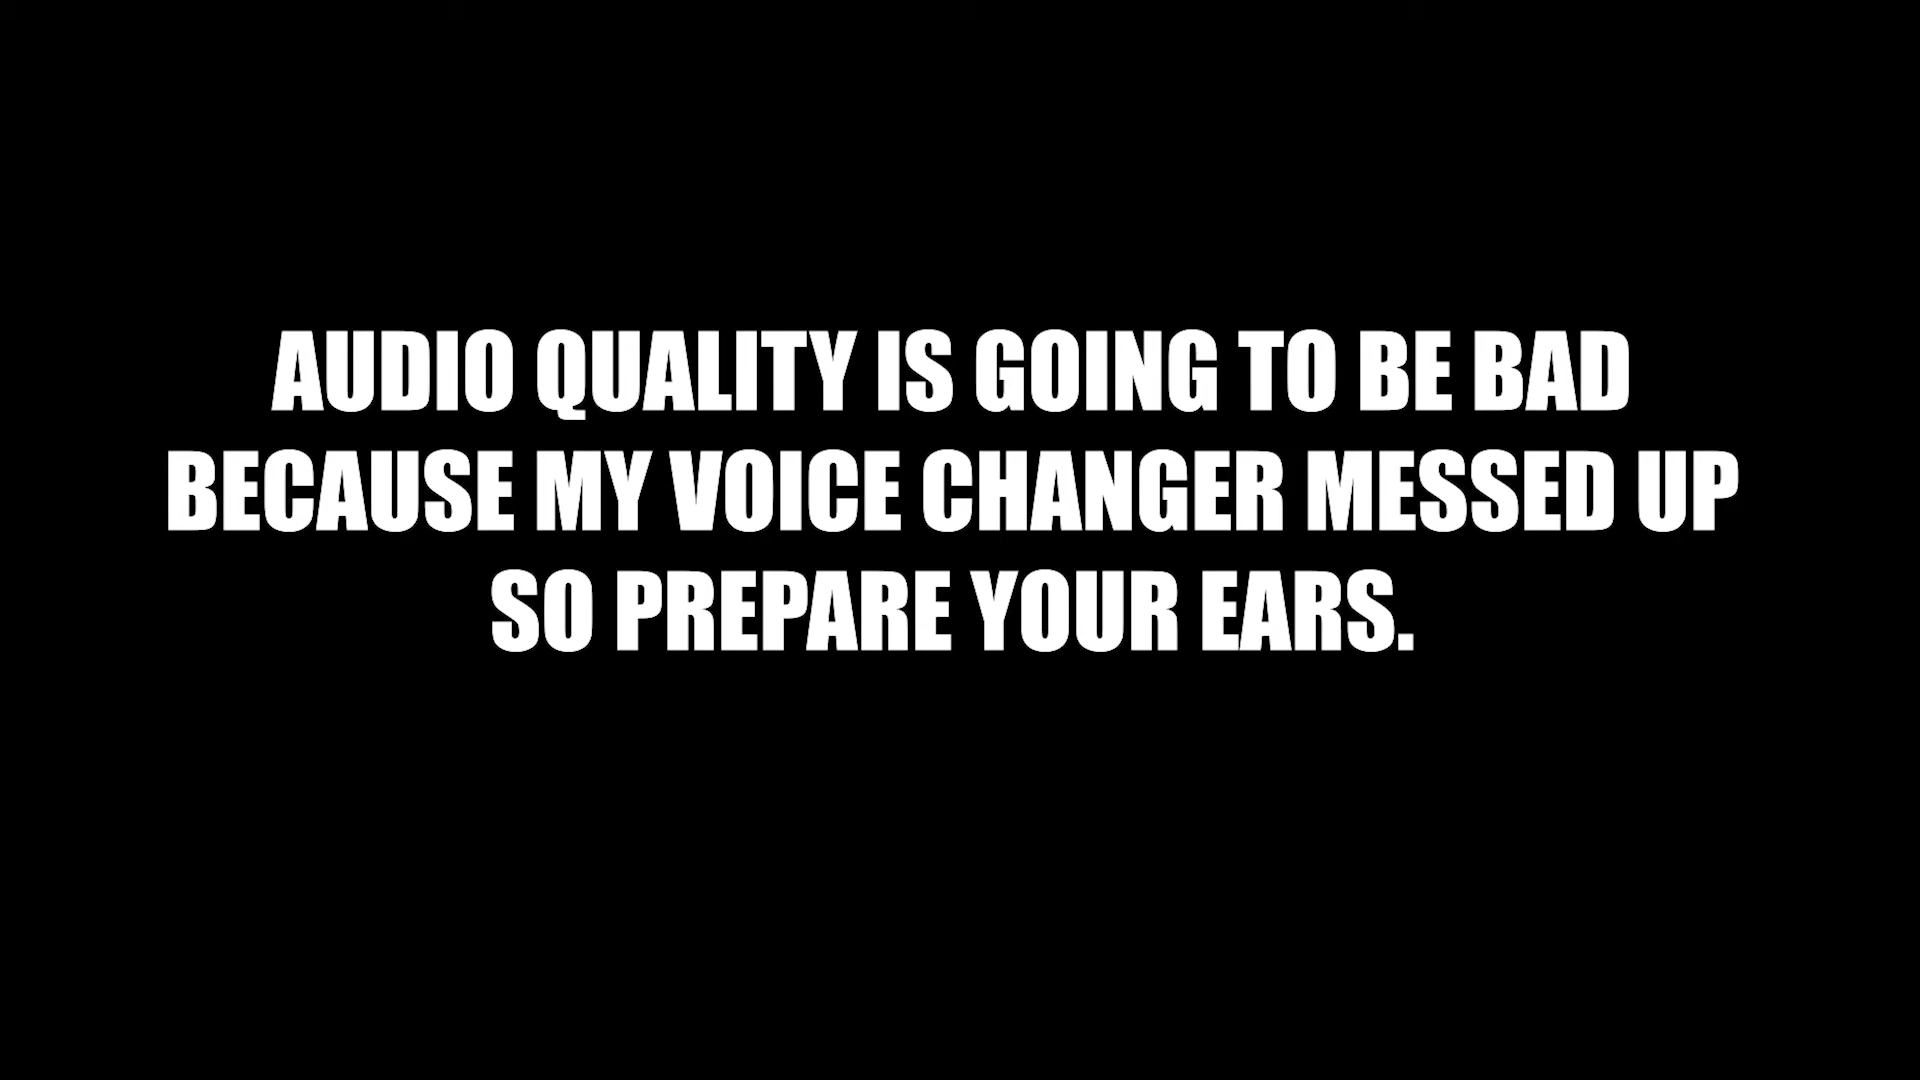 AUDIO QUALITY IS GOING TO BE BAD
BECAUSE MY VOICE CHANGER MESSED UP
SO PREPARE YOUR EARS.